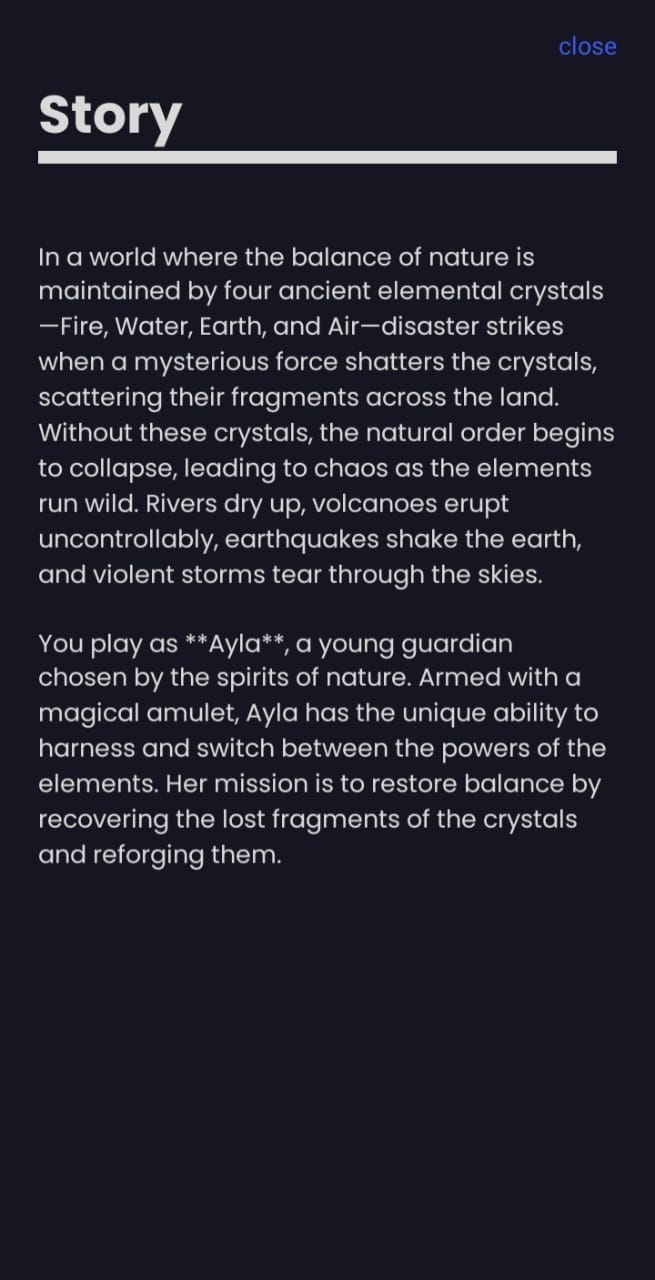 close
Story
In a world where the balance of nature is
maintained by four ancient elemental crystals
—Fire, Water, Earth, and Air—disaster strikes
when a mysterious force shatters the crystals,
scattering their fragments across the land.
Without these crystals, the natural order begins
to collapse, leading to chaos as the elements
run wild. Rivers dry up, volcanoes erupt
uncontrollably, earthquakes shake the earth,
and violent storms tear through the skies.
You play as **Ayla**, a young guardian
chosen by the spirits of nature. Armed with a
magical amulet, Ayla has the unique ability to
harness and switch between the powers of the
elements. Her mission is to restore balance by
recovering the lost fragments of the crystals
and reforging them.